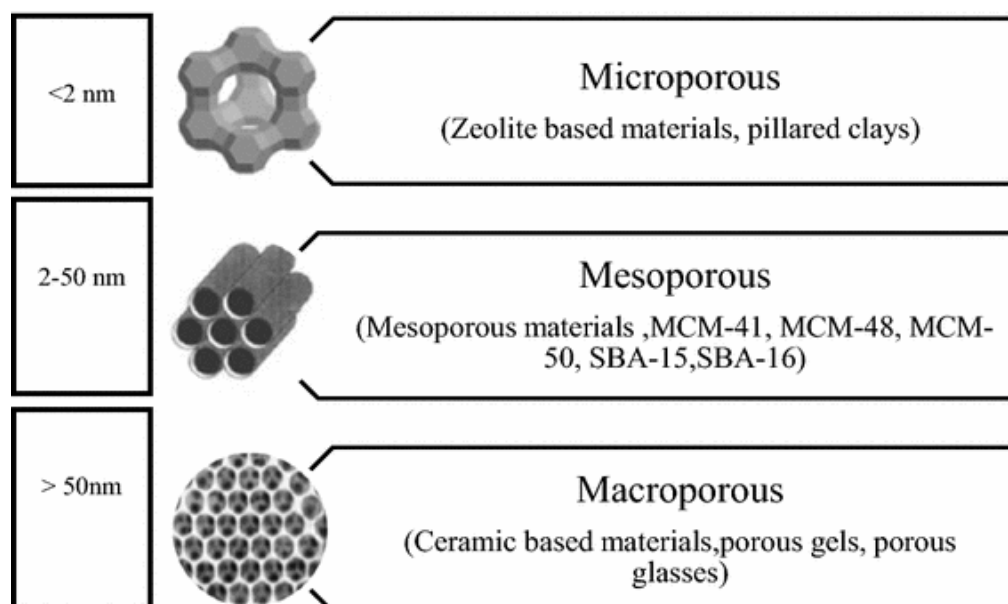 <2 nm
Microporous
(Zeolite based materials, pillared clays)
2-50 nm
Mesoporous
(Mesoporous materials ,MCM-41, MCM-48, MCM-
50, SBA-15,SBA-16)
> 50nm
Macroporous
(Ceramic based materials,porous gels, porous
glasses)